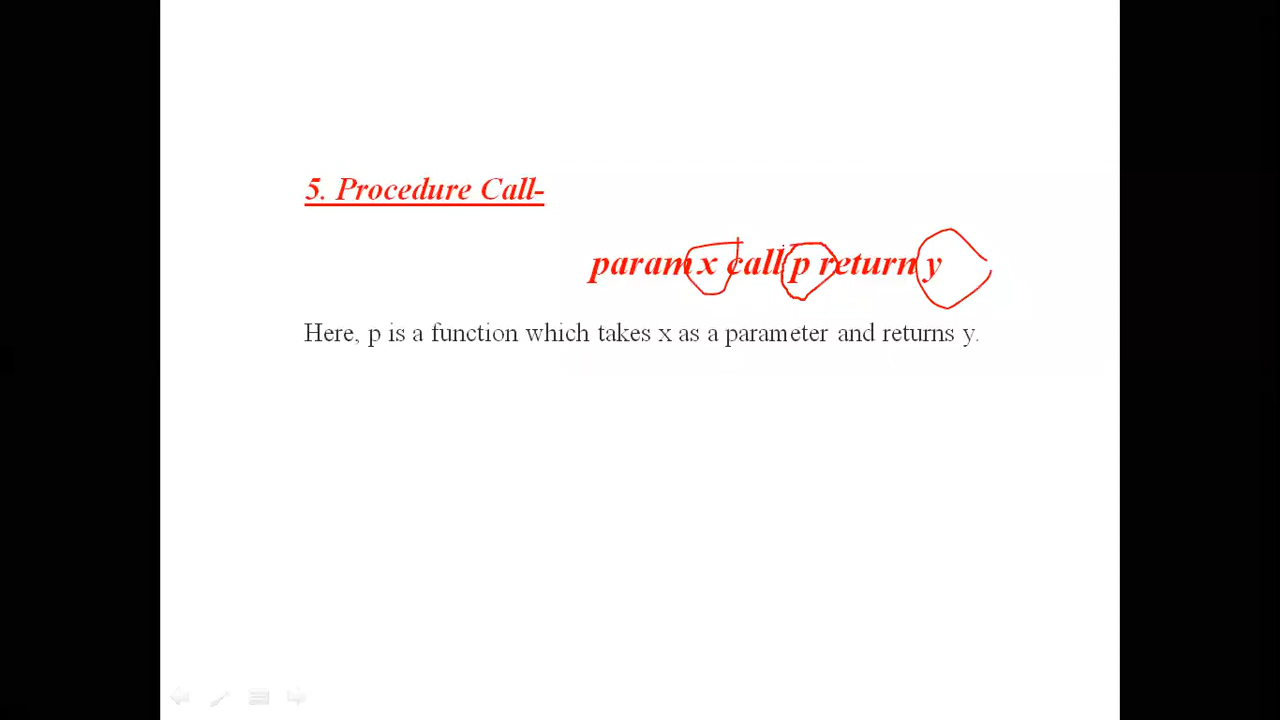 5. Procedure Call-
param x call p return y
Here, p is a function which takes x as a parameter and returns y.